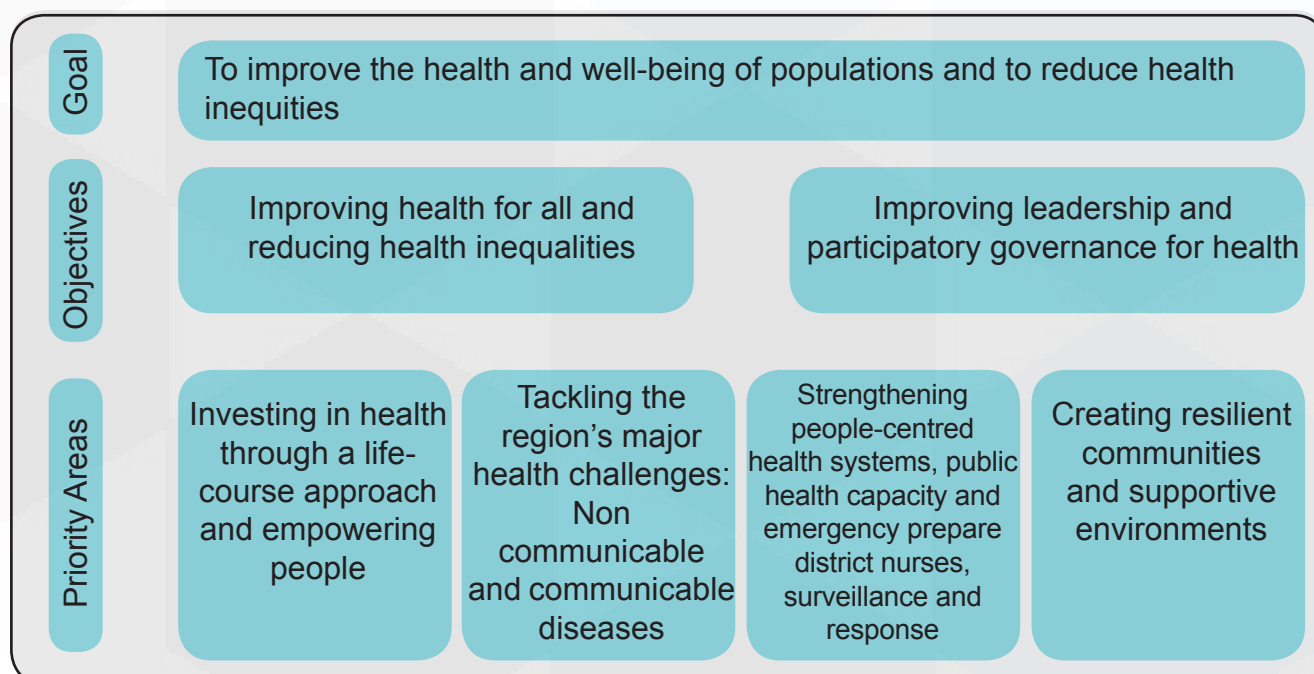 Goal
To improve the health and well-being of populations and to reduce health
inequities
Objectives
Improving health for all and
reducing health inequalities
Improving leadership and
participatory governance for health
Priority Areas
Investing in health
through a life-
course approach
and empowering
people
Tackling the
region’s major
health challenges:
Non
communicable
and communicable
diseases
Strengthening
people-centred
health systems, public
health capacity and
emergency prepare
district nurses,
surveillance and
response
Creating resilient
communities
and supportive
environments